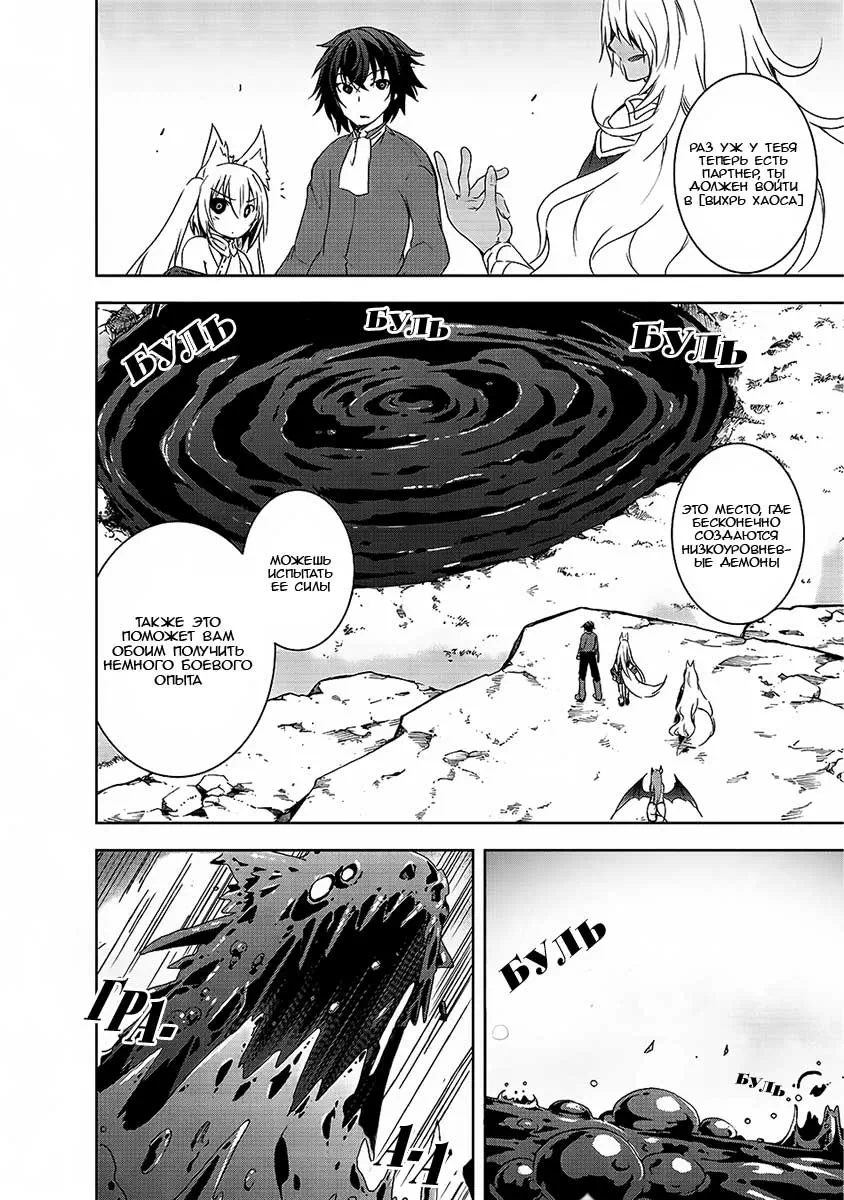 РАЗ УЖ У ТЕБЯ
ТЕПЕРЬ ЕСТЬ
ПАРТНЕР, ТЫ
ДОЛЖЕН ВОЙТИ
В [ВИХРЬ ХАОСА]
БУЛЬ
БУЛЬ
БУЛЬ
ЭТО МЕСТО, ГДЕ
БЕСКОНЕЧНО
СОЗДАЮТСЯ
НИЗКОУРОВНЕВ-
ЫЕ ДЕМОНЫ
МОЖЕШЬ
ИСПЫТАТЬ
ЕЕ СИЛЫ
ТАКЖЕ ЭТО
ПОМОЖЕТ ВАМ
ОБОИМ ПОЛУЧИТЬ
НЕМНОГО БОЕВОГО
ОПЫТА
БУЛЬ
БУЛЬ
ГРА-
А-А